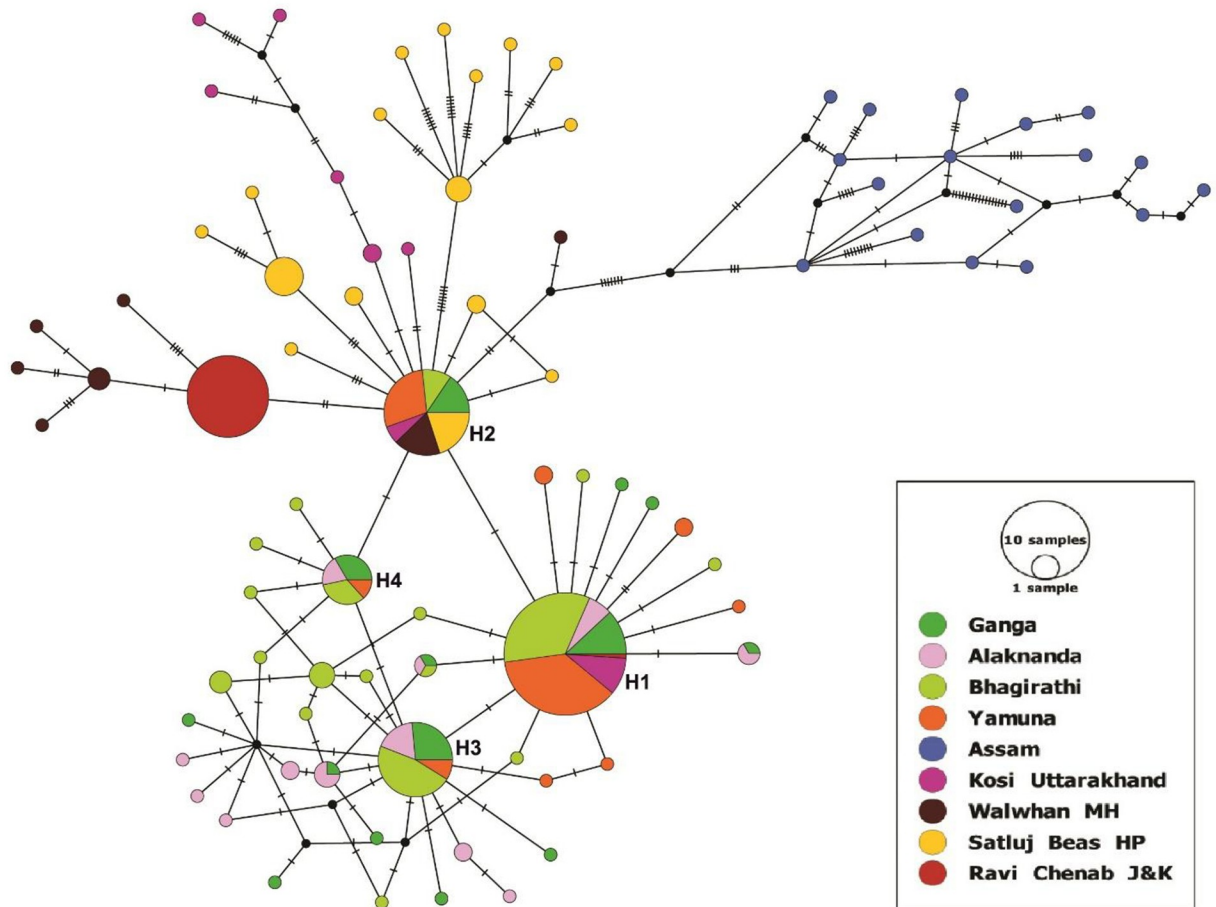 H2
H4
H1
H3
10 samples
1 sample
Ganga
Alaknanda
Bhagirathi
Yamuna
Assam
Kosi Uttarakhand
Walwhan MH
Satluj Beas HP
Ravi Chenab J&K